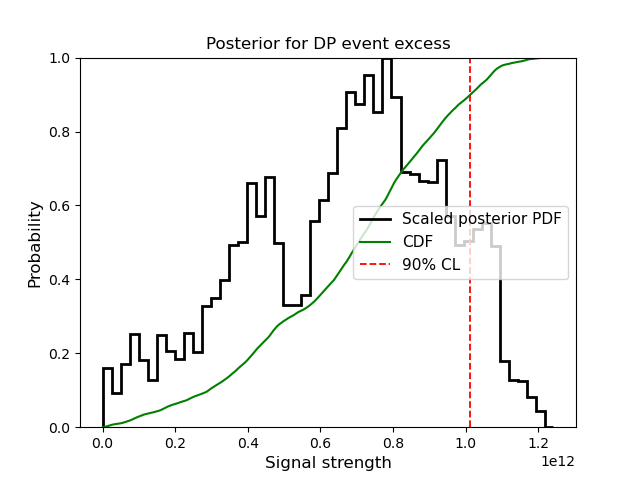 Posterior for DP event excess
1.0
0.8
0.6
0.4
0.2
0.0
Probability
Scaled posterior PDF
CDF
90% CL
0.0 0.2 0.4 0.6 0.8 1.0 1.2
1e12
Signal strength